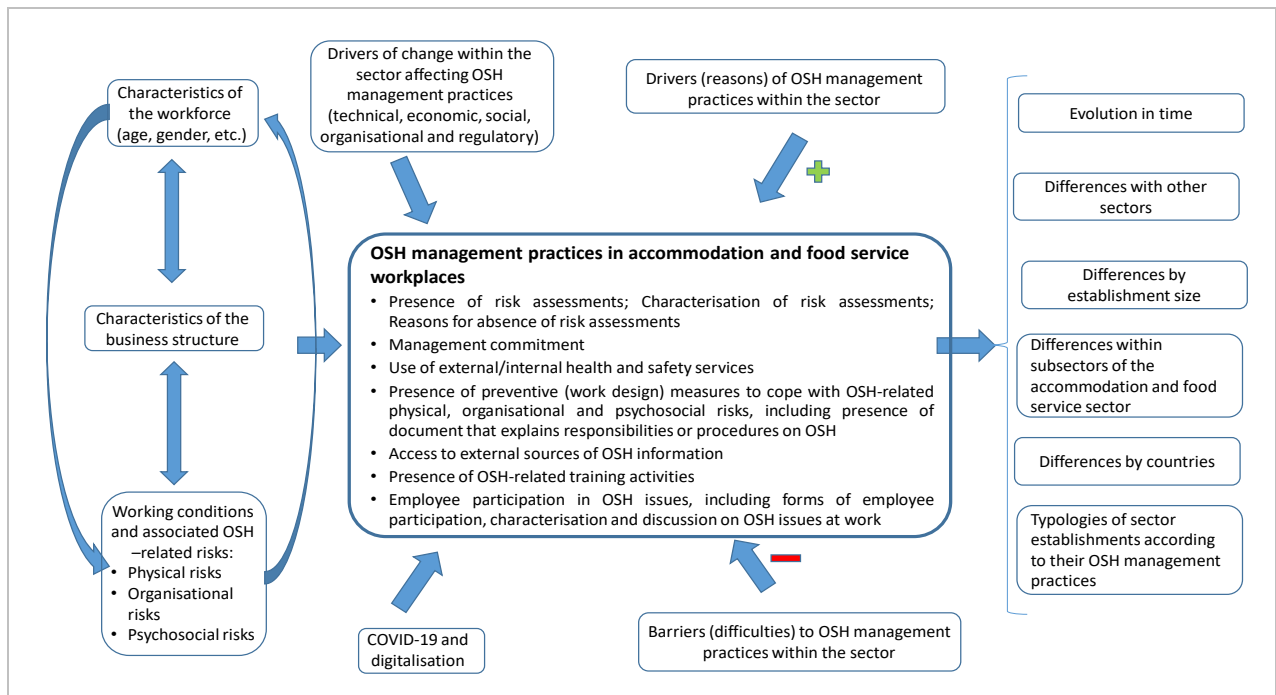 Characteristics of
the workforce
(age, gender, etc.)
Characteristics of the
business structure
Working conditions
and associated OSH
–related risks:
• Physical risks
• Organisational
risks
• Psychosocial risks
Drivers of change within the
sector affecting OSH
management practices
(technical, economic, social,
organisational and regulatory)
Drivers (reasons) of OSH management
practices within the sector
OSH management practices in accommodation and food service
workplaces
• Presence of risk assessments; Characterisation of risk assessments;
Reasons for absence of risk assessments
• Management commitment
• Use of external/internal health and safety services
• Presence of preventive (work design) measures to cope with OSH-related
physical, organisational and psychosocial risks, including presence of
document that explains responsibilities or procedures on OSH
• Access to external sources of OSH information
• Presence of OSH-related training activities
• Employee participation in OSH issues, including forms of employee
participation, characterisation and discussion on OSH issues at work
COVID-19 and
digitalisation
Barriers (difficulties) to OSH management
practices within the sector
Evolution in time
Differences with other
sectors
Differences by
establishment size
Differences within
subsectors of the
accommodation and food
service sector
Differences by countries
Typologies of sector
establishments according
to their OSH management
practices